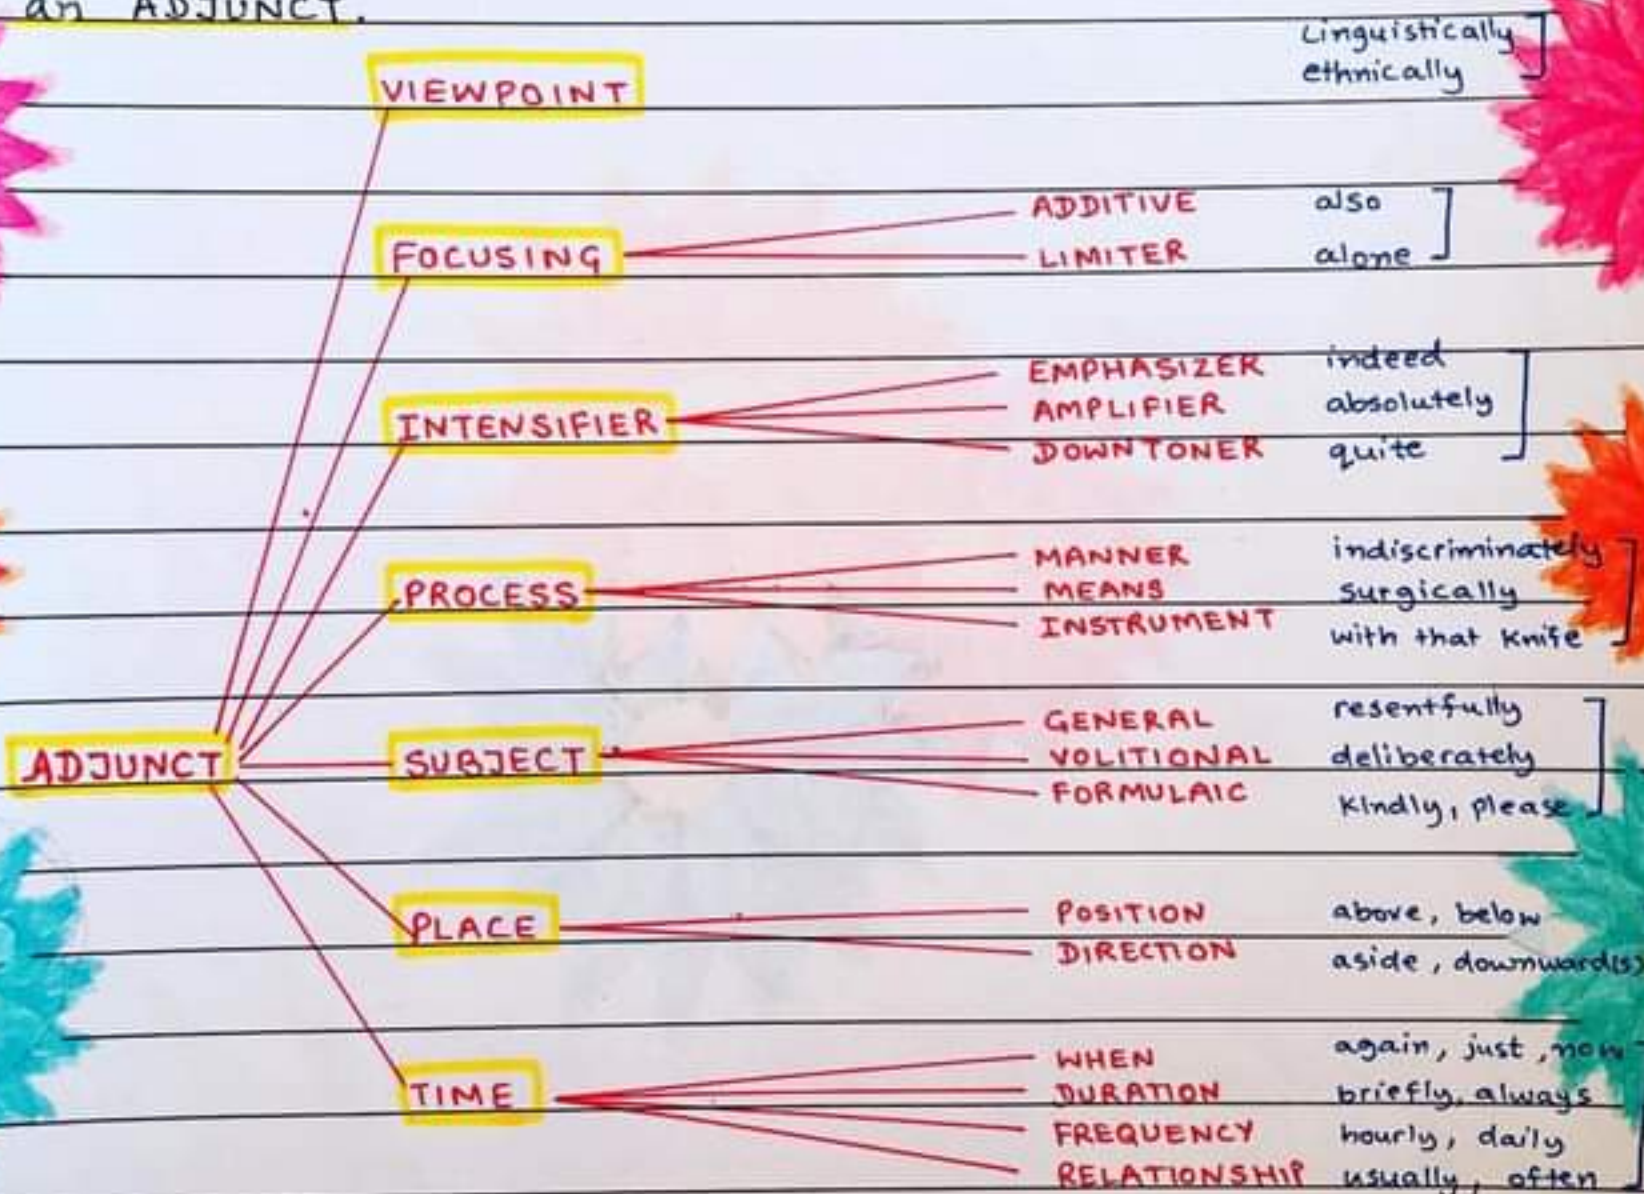 an ADJUNCT.
Linguistically
VIEWPOINT ethnically
ADDITIVE also
FOCUSING LIMITER alone
EMPHASIZER indeed
AMPLIFIER absolutely
INTENSIFIER
DOWNTONER quite
MANNER indiscriminately
PROCESS MEANS surgically
INSTRUMENT with that knife
GENERAL resentfully
ADJUNCT SUBJECT VOLITIONAL deliberately
FORMULAIC kindly, please
POSITION above, below
PLACE
DIRECTION aside, downward(s)
WHEN again, just, now
TIME DURATION briefly, always
FREQUENCY hourly, daily
RELATIONSHIP usually, often